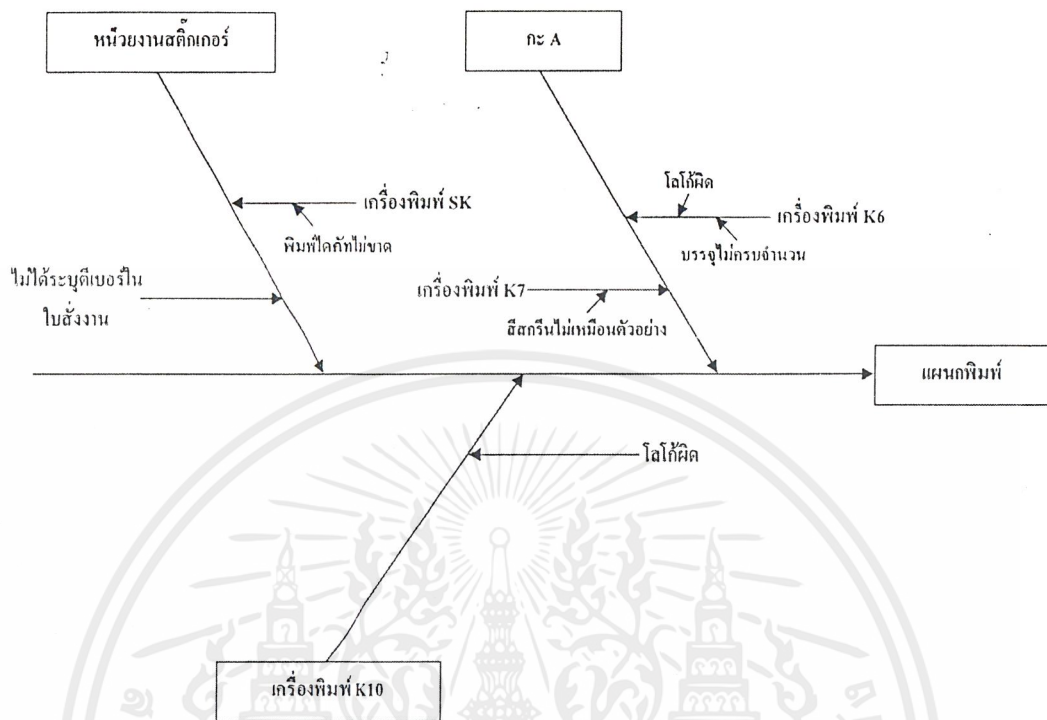 หน่วยงานสติ๊กเกอร์
กะ A
โลโก้ผิด
เครื่องพิมพ์ SK
เครื่องพิมพ์ K6
พิมพ์ไดคัทไม่ขาด
บรรจุไม่ครบจำนวน
ไม่ได้ระบุตีเบอร์ใน
ใบสั่งงาน
เครื่องพิมพ์ K7
สีสกรีนไม่เหมือนตัวอย่าง
แผนกพิมพ์
โลโก้ผิด
เครื่องพิมพ์ K10